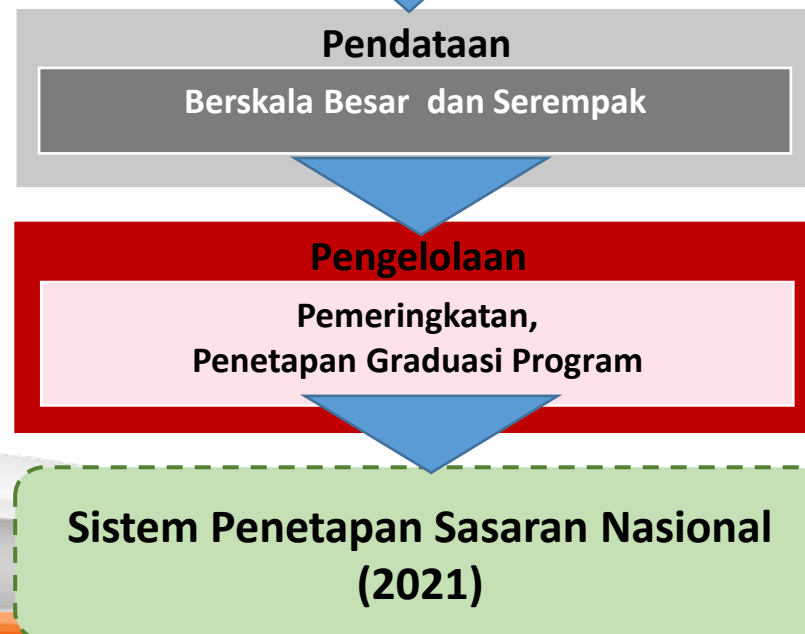 Pendataan
Berskala Besar dan Serempak
Pengelolaan
Pemeringkatan,
Penetapan Graduasi Program
Sistem Penetapan Sasaran Nasional
(2021)